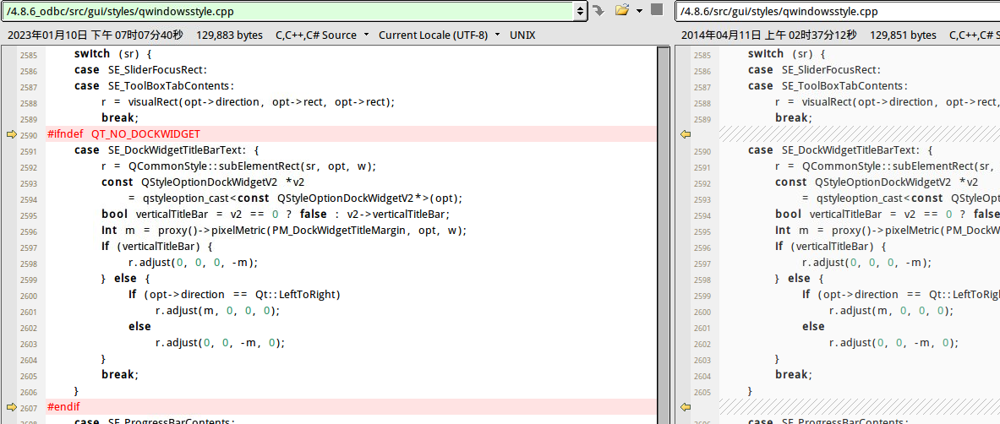 /4.8.6_odbc/src/gui/styles/qwindowsstyle.cpp
2023年01月10日 下午 07时07分40秒 129,883 bytes C,C++,C# Source Current Locale (UTF-8) UNIX
2585 switch (sr) {
2586 case SE_SliderFocusRect:
2587 case SE_ToolBoxTabContents:
2588 r = visualRect(opt->direction, opt->rect, opt->rect);
2589 break;
2590 #ifndef QT_NO_DOCKWIDGET
2591 case SE_DockWidgetTitleBarText: {
2592 r = QCommonStyle::subElementRect(sr, opt, w);
2593 const QStyleOptionDockWidgetV2 *v2
2594 = qstyleoption_cast<const QStyleOptionDockWidgetV2*>(opt);
2595 bool verticalTitleBar = v2 == 0 ? false : v2->verticalTitleBar;
2596 int m = proxy()->pixelMetric(PM_DockWidgetTitleMargin, opt, w);
2597 if (verticalTitleBar) {
2598 r.adjust(0, 0, 0, -m);
2599 } else {
2600 if (opt->direction == Qt::LeftToRight)
2601 r.adjust(m, 0, 0, 0);
2602 else
2603 r.adjust(0, 0, -m, 0);
2604 }
2605 break;
2606 }
2607 #endif
2608 case SE_ProgressBarContents:
/4.8.6/src/gui/styles/qwindowsstyle.cpp
2014年04月11日 上午 02时37分12秒 129,851 bytes C,C++,C# S
2585 switch (sr) {
2586 case SE_SliderFocusRect:
2587 case SE_ToolBoxTabContents:
2588 r = visualRect(opt->direction, opt->rect,
2589 break;
2590 case SE_DockWidgetTitleBarText: {
2591 r = QCommonStyle::subElementRect(sr,
2592 const QStyleOptionDockWidgetV2 *v2
2593 = qstyleoption_cast<const QStyleOpt
2594 bool verticalTitleBar = v2 == 0 ? false
2595 int m = proxy()->pixelMetric(PM_DockW
2596 if (verticalTitleBar) {
2597 r.adjust(0, 0, 0, -m);
2598 } else {
2599 if (opt->direction == Qt::LeftToRigh
2600 r.adjust(m, 0, 0, 0);
2601 else
2602 r.adjust(0, 0, -m, 0);
2603 }
2604 break;
2605 }
2606 case SE_ProgressBarContents: